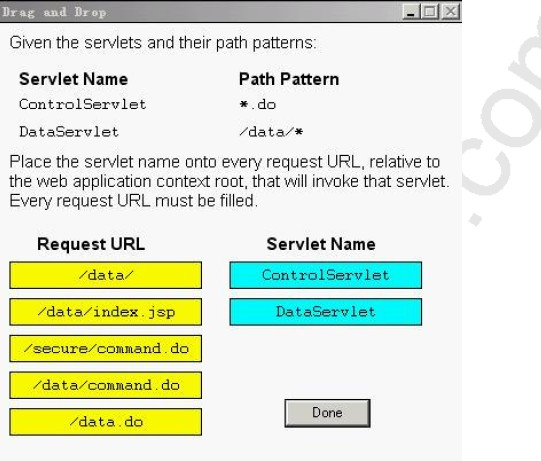 Drag and Drop
Given the servlets and their path patterns:
Servlet Name Path Pattern
ControlServlet *.do
DataServlet /data/*
Place the servlet name onto every request URL, relative to
the web application context root, that will invoke that servlet.
Every request URL must be filled.
Request URL Servlet Name
/data/ ControlServlet
/data/index.jsp DataServlet
/secure/command.do
/data/command.do
/data.do
Done
.com